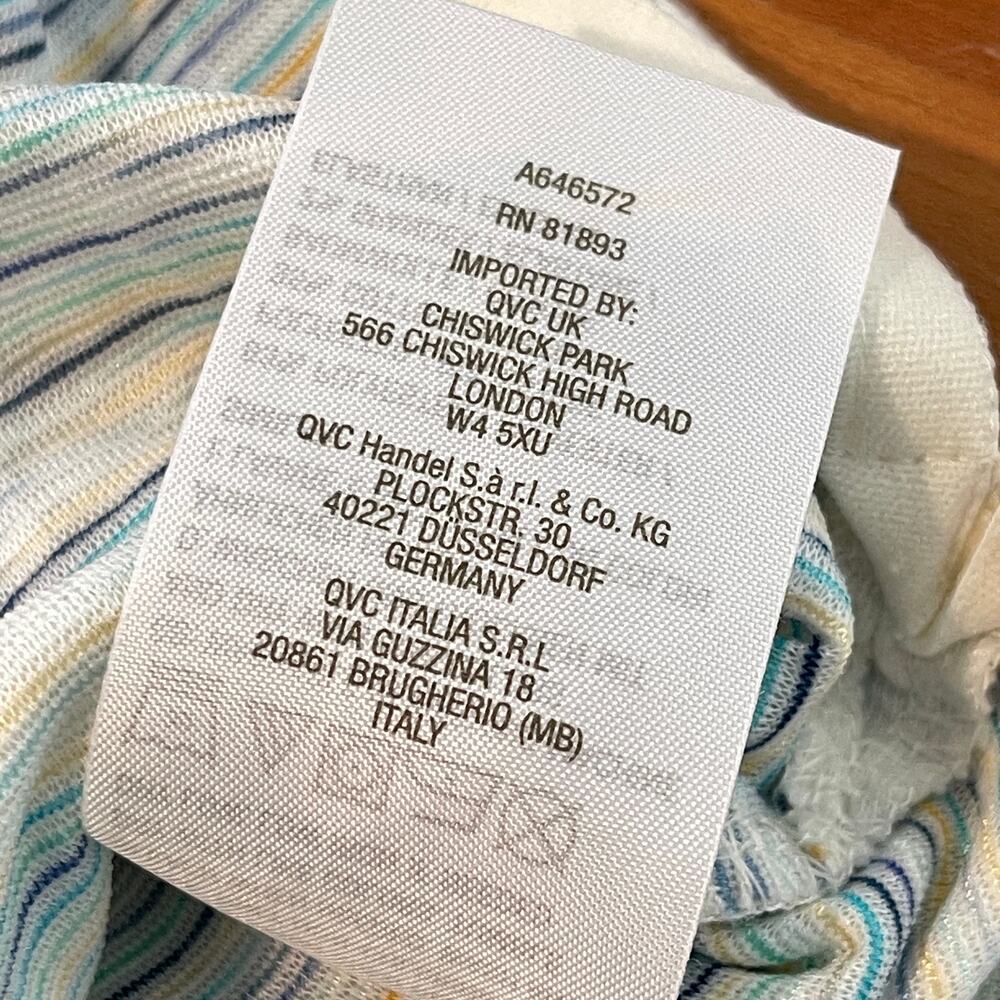 A646572
RN 81893
IMPORTED BY:
QVC UK
CHISWICK PARK
566 CHISWICK HIGH ROAD
LONDON
W4 5XU
QVC Handel S.à r.l. & Co. KG
PLOCKSTR. 30
40221 DÜSSELDORF
GERMANY
QVC ITALIA S.R.L
VIA GUZZINA 18
20861 BRUGHERIO (MB)
ITALY